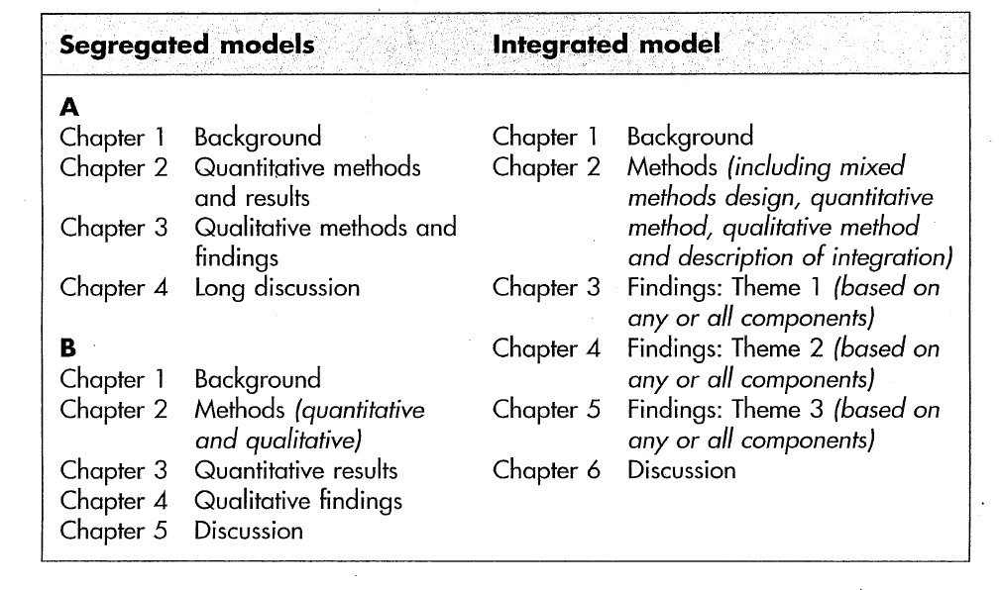 Segregated models
A
Chapter 1 Background
Chapter 2 Quantitative methods
and results
Chapter 3 Qualitative methods and
findings
Chapter 4 Long discussion
B
Chapter 1 Background
Chapter 2 Methods (quantitative
and qualitative)
Chapter 3 Quantitative results
Chapter 4 Qualitative findings
Chapter 5 Discussion
Integrated model
Chapter 1 Background
Chapter 2 Methods (including mixed
methods design, quantitative
method, qualitative method
and description of integration)
Chapter 3 Findings: Theme 1 (based on
any or all components)
Chapter 4 Findings: Theme 2 (based on
any or all components)
Chapter 5 Findings: Theme 3 (based on
any or all components)
Chapter 6 Discussion